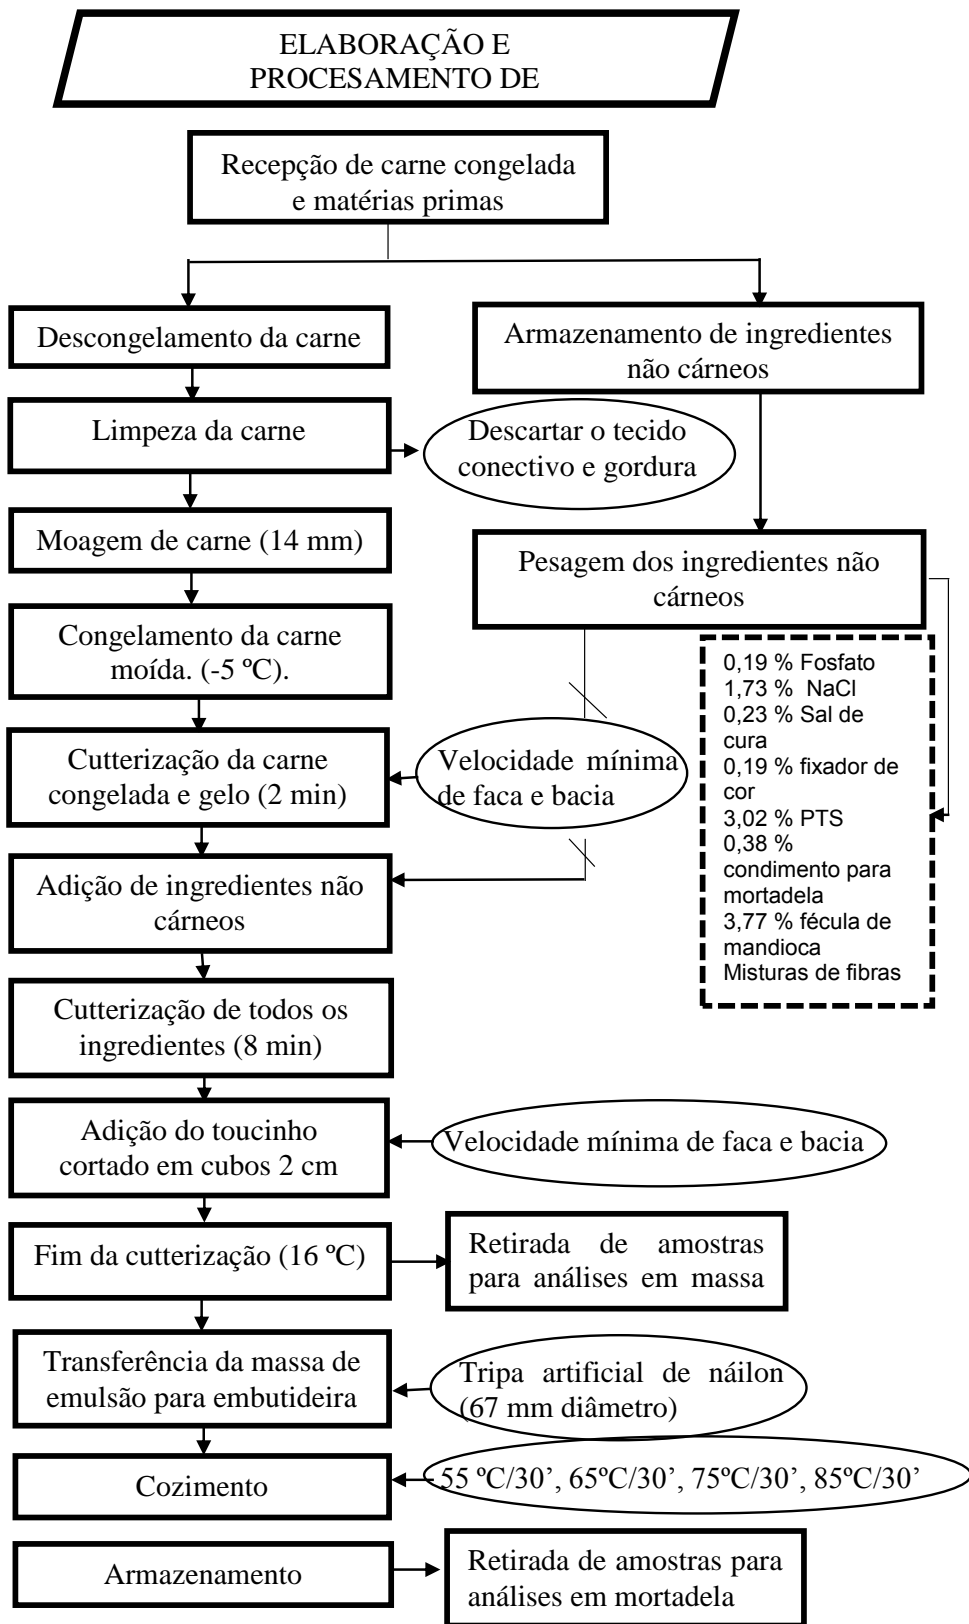 ELABORAÇÃO E
PROCESAMENTO DE
Recepção de carne congelada
e matérias primas
Descongelamento da carne
Armazenamento de ingredientes
não cárneos
Limpeza da carne
Descartar o tecido
conectivo e gordura
Moagem de carne (14 mm)
Pesagem dos ingredientes não
cárneos
Congelamento da carne
moída. (-5 ºC).
0,19 % Fosfato
1,73 % NaCl
0,23 % Sal de
cura
0,19 % fixador de
cor
3,02 % PTS
0,38 %
condimento para
mortadela
3,77 % fécula de
mandioca
Misturas de fibras
Cutterização da carne
congelada e gelo (2 min)
Velocidade mínima
de faca e bacia
Adição de ingredientes não
cárneos
Cutterização de todos os
ingredientes (8 min)
Adição do toucinho
cortado em cubos 2 cm
Velocidade mínima de faca e bacia
Fim da cutterização (16 ºC)
Retirada de amostras
para análises em massa
Transferência da massa de
emulsão para embutideira
Tripa artificial de náilon
(67 mm diâmetro)
Cozimento
55 ºC/30’, 65ºC/30’, 75ºC/30’, 85ºC/30’
Armazenamento
Retirada de amostras para
análises em mortadela